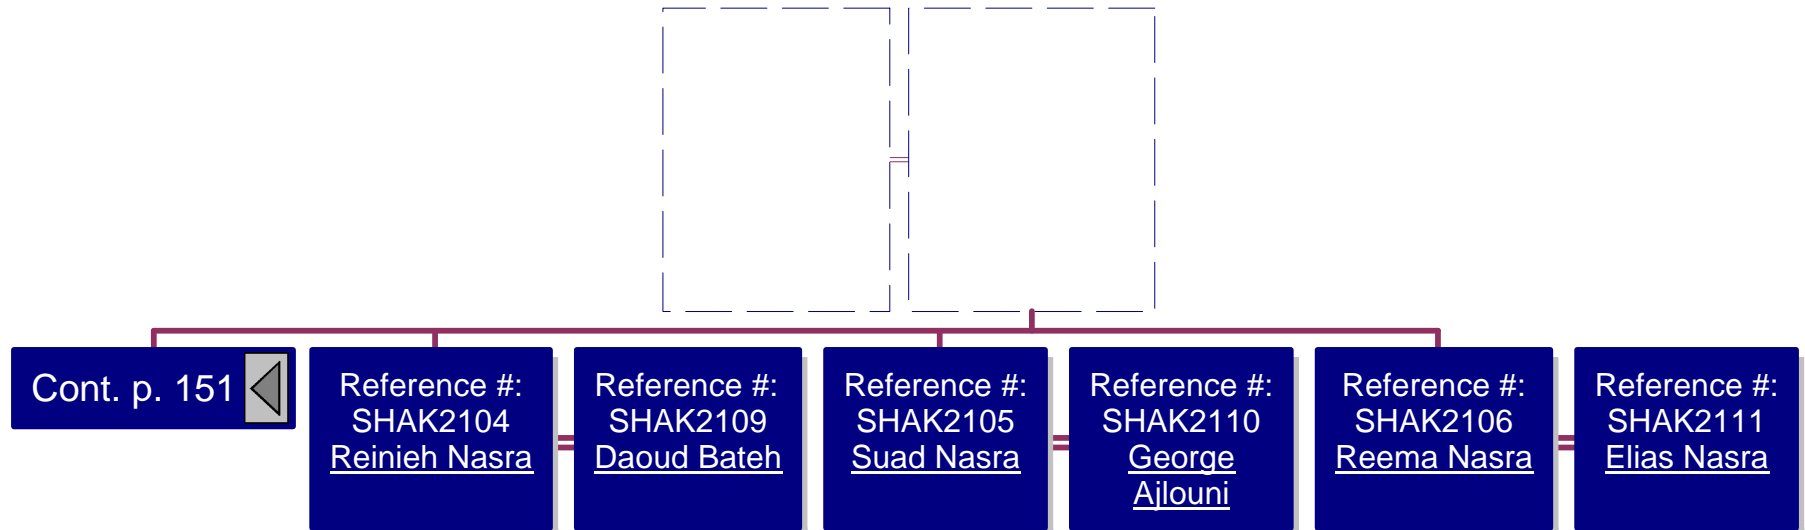 Cont. p. 151
Reference #:
SHAK2104
Reinieh Nasra
Reference #:
SHAK2109
Daoud Bateh
Reference #:
SHAK2105
Suad Nasra
Reference #:
SHAK2110
George
Ajlouni
Reference #:
SHAK2106
Reema Nasra
Reference #:
SHAK2111
Elias Nasra